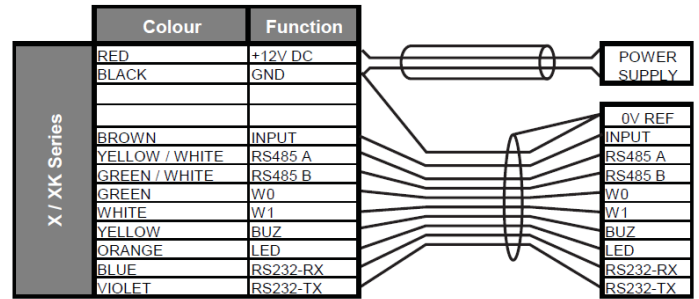 Colour Function
RED +12V DC
BLACK GND
BROWN INPUT
YELLOW / WHITE RS485 A
GREEN / WHITE RS485 B
GREEN W0
WHITE W1
YELLOW BUZ
ORANGE LED
BLUE RS232-RX
VIOLET RS232-TX
X / XK Series
POWER
SUPPLY
0V REF
INPUT
RS485 A
RS485 B
W0
W1
BUZ
LED
RS232-RX
RS232-TX